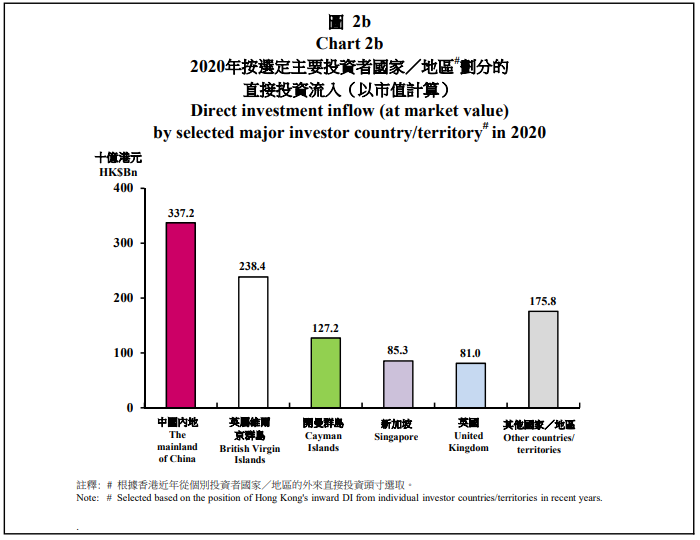 圖 2b
Chart 2b
2020年按選定主要投資者國家／地區#劃分的
直接投資流入（以市值計算）
Direct investment inflow (at market value)
by selected major investor country/territory# in 2020
十億港元
HK$Bn
400
300
200
100
0
337.2
238.4
127.2
85.3
81.0
175.8
中國內地
The
mainland
of China
英屬維爾
京群島
British Virgin
Islands
開曼群島
Cayman
Islands
新加坡
Singapore
英國
United
Kingdom
其他國家／地區
Other countries/
territories
註釋: # 根據香港近年從個別投資者國家／地區的外來直接投資頭寸選取。
Note: # Selected based on the position of Hong Kong's inward DI from individual investor countries/territories in recent years.
.